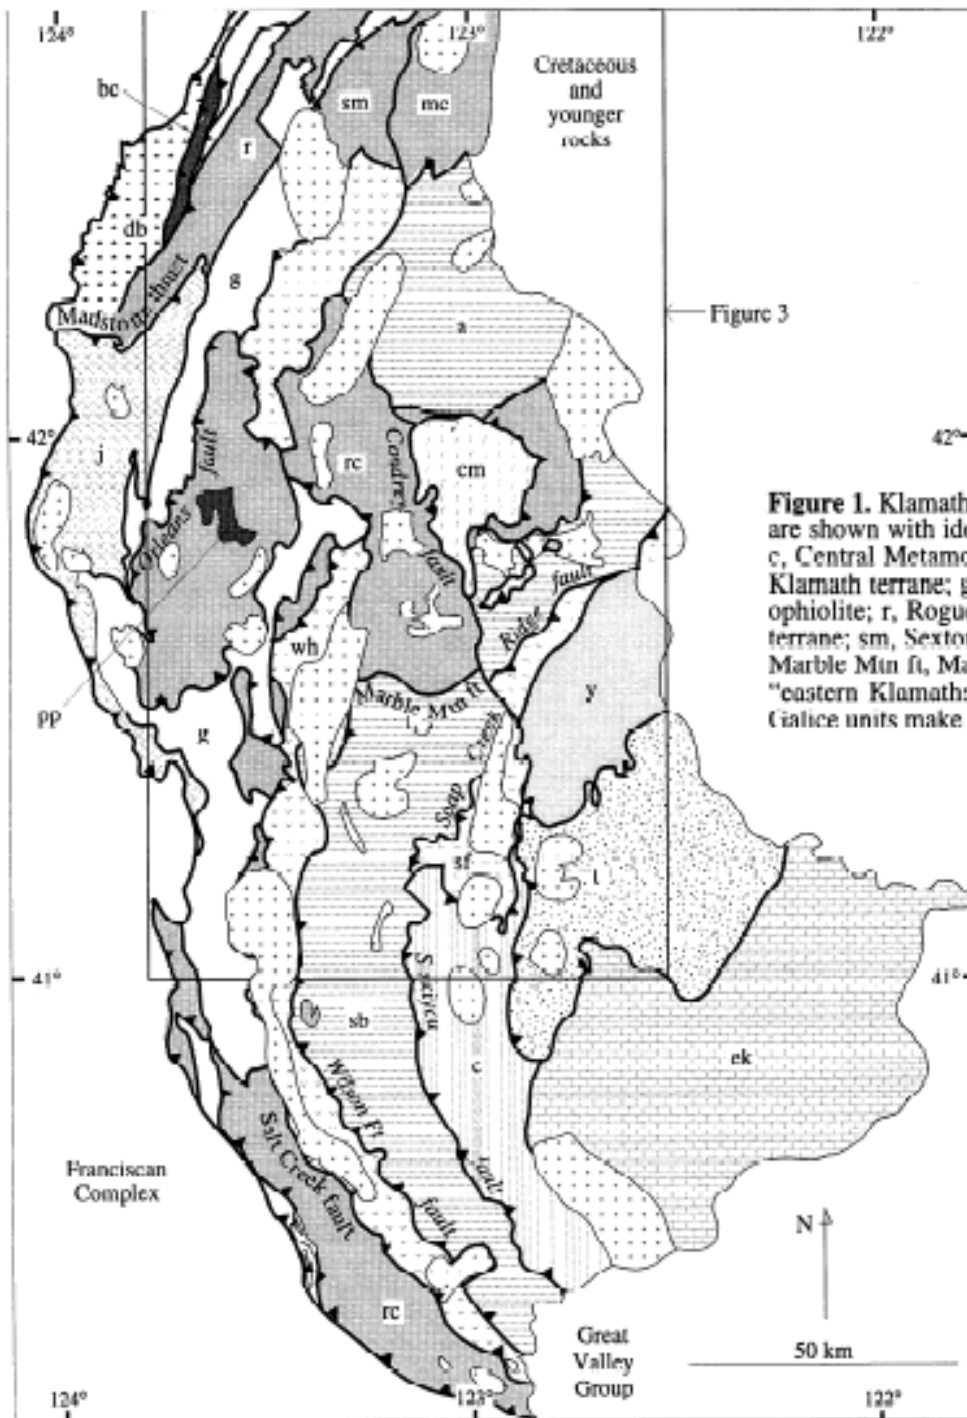 124°
123°
122°
bc
sm
mc
Cretaceous
and
younger
rocks
r
db
g
Madstone
thrust
a
Figure 3
42°
42°
j
fault
rc
Condrey
cm
Orleans
fault
fault
Ridge
Figure 1. Klamath
are shown with ide
c, Central Metamo
Klamath terrane; g
ophiolite; r, Rogue
terrane; sm, Sexton
Marble Mtn ft, Ma
"eastern Klamaths
Galice units make
wh
y
PP
g
Marble Mtn ft
Creek
Soap
sf
41°
41°
sb
c
ek
Wilson Pt
fault
fault
Salt Creek fault
Franciscan
Complex
N
rc
Great
Valley
Group
50 km
124°
123°
122°